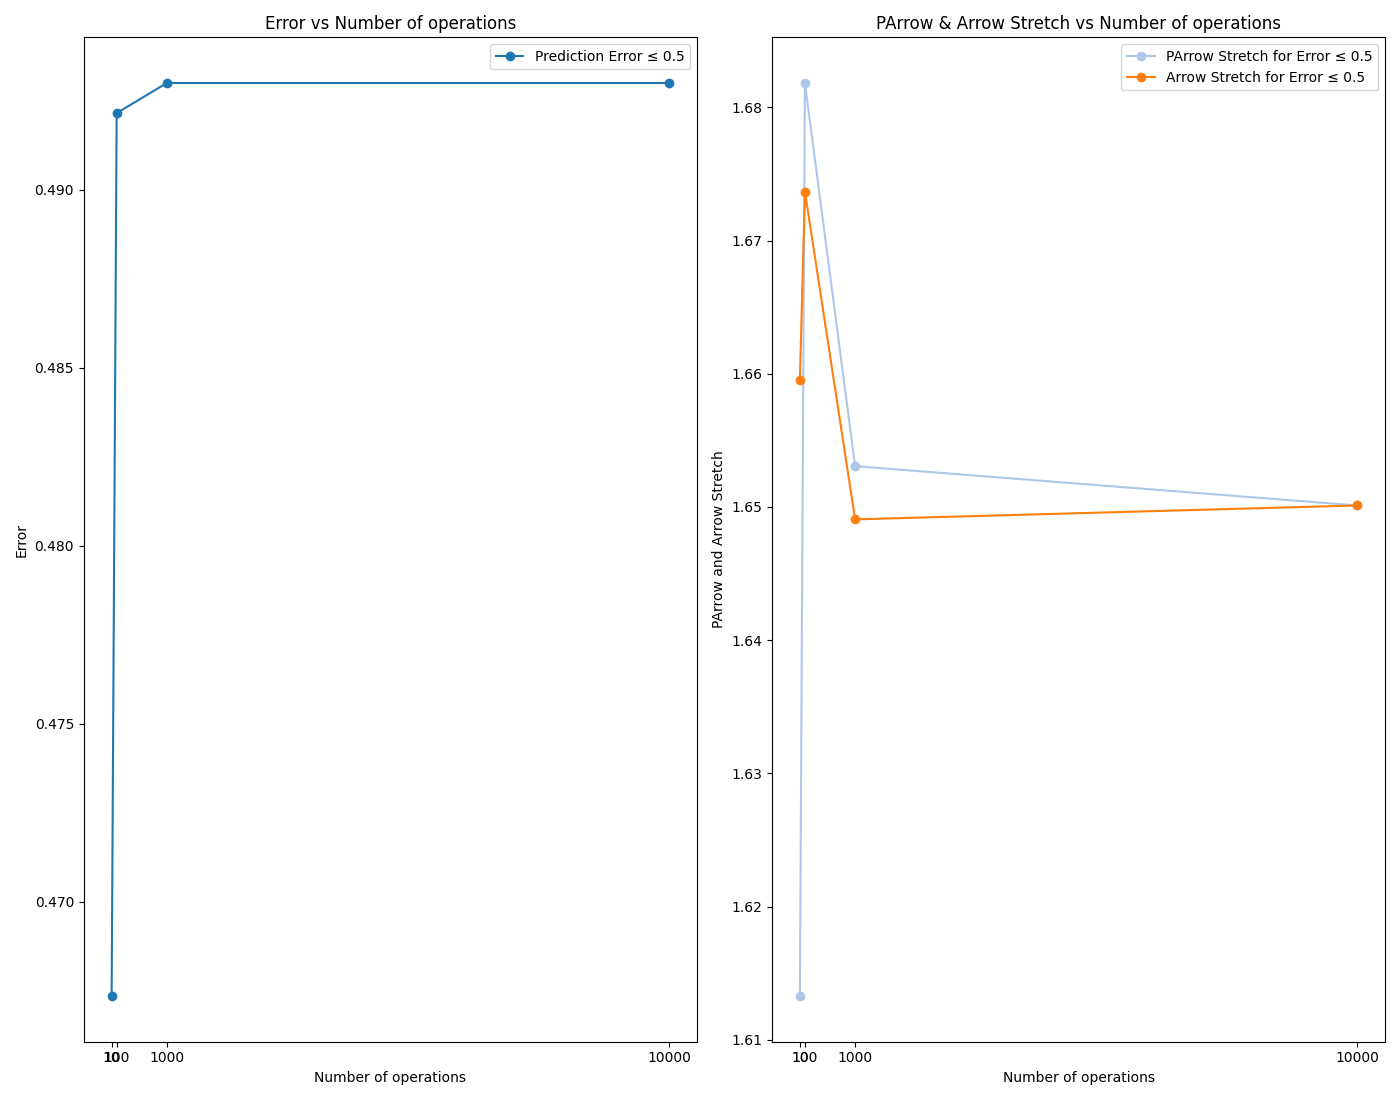 Error vs Number of operations
Prediction Error ≤ 0.5
0.490
0.485
0.480
0.475
0.470
Error
10
100
1000
10000
Number of operations
PArrow & Arrow Stretch vs Number of operations
PArrow Stretch for Error ≤ 0.5
Arrow Stretch for Error ≤ 0.5
1.68
1.67
1.66
1.65
1.64
1.63
1.62
1.61
PArrow and Arrow Stretch
10
100
1000
10000
Number of operations